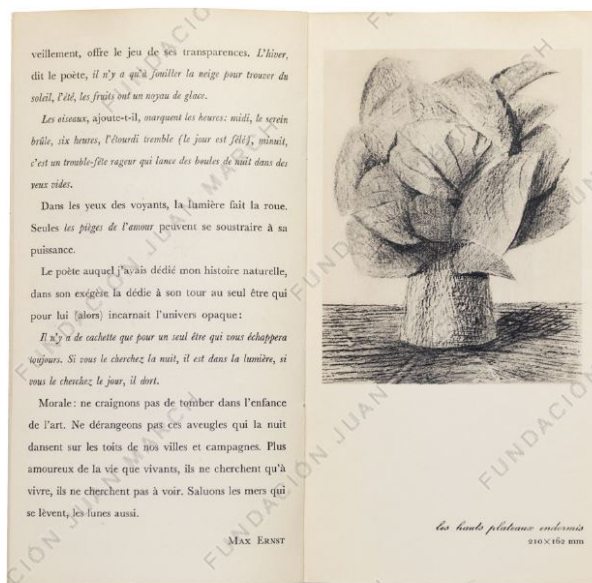 veillement, offre le jeu de ses transparences. L'hiver,
dit le poète, il n'y a qu'à fouiller la neige pour trouver du
soleil, l'été, les fruits ont un noyau de glace.
Les oiseaux, ajoute-t-il, marquent les heures: midi, le serein
brûle, six heures, l'étourdi tremble (le jour est fêlé), minuit,
c'est un trouble-fête rageur qui lance des boules de nuit dans des
yeux vides.
Dans les yeux des voyants, la lumière fait la roue.
Seules les pièges de l'amour peuvent se soustraire à sa
puissance.
Le poète auquel j'avais dédié mon histoire naturelle,
dans son exégèse la dédie à son tour au seul être qui
pour lui (alors) incarnait l'univers opaque:
Il n'y a de cachette que pour un seul être qui vous échappera
toujours. Si vous le cherchez la nuit, il est dans la lumière, si
vous le cherchez le jour, il dort.
Morale: ne craignons pas de tomber dans l'enfance
de l'art. Ne dérangeons pas ces aveugles qui la nuit
dansent sur les toits de nos villes et campagnes. Plus
amoureux de la vie que vivants, ils ne cherchent qu'à
vivre, ils ne cherchent pas à voir. Saluons les mers qui
se lèvent, les lunes aussi.
MAX ERNST
les hauts plateaux endormis
210×162 mm
FUNDACIÓN JUAN MARCH